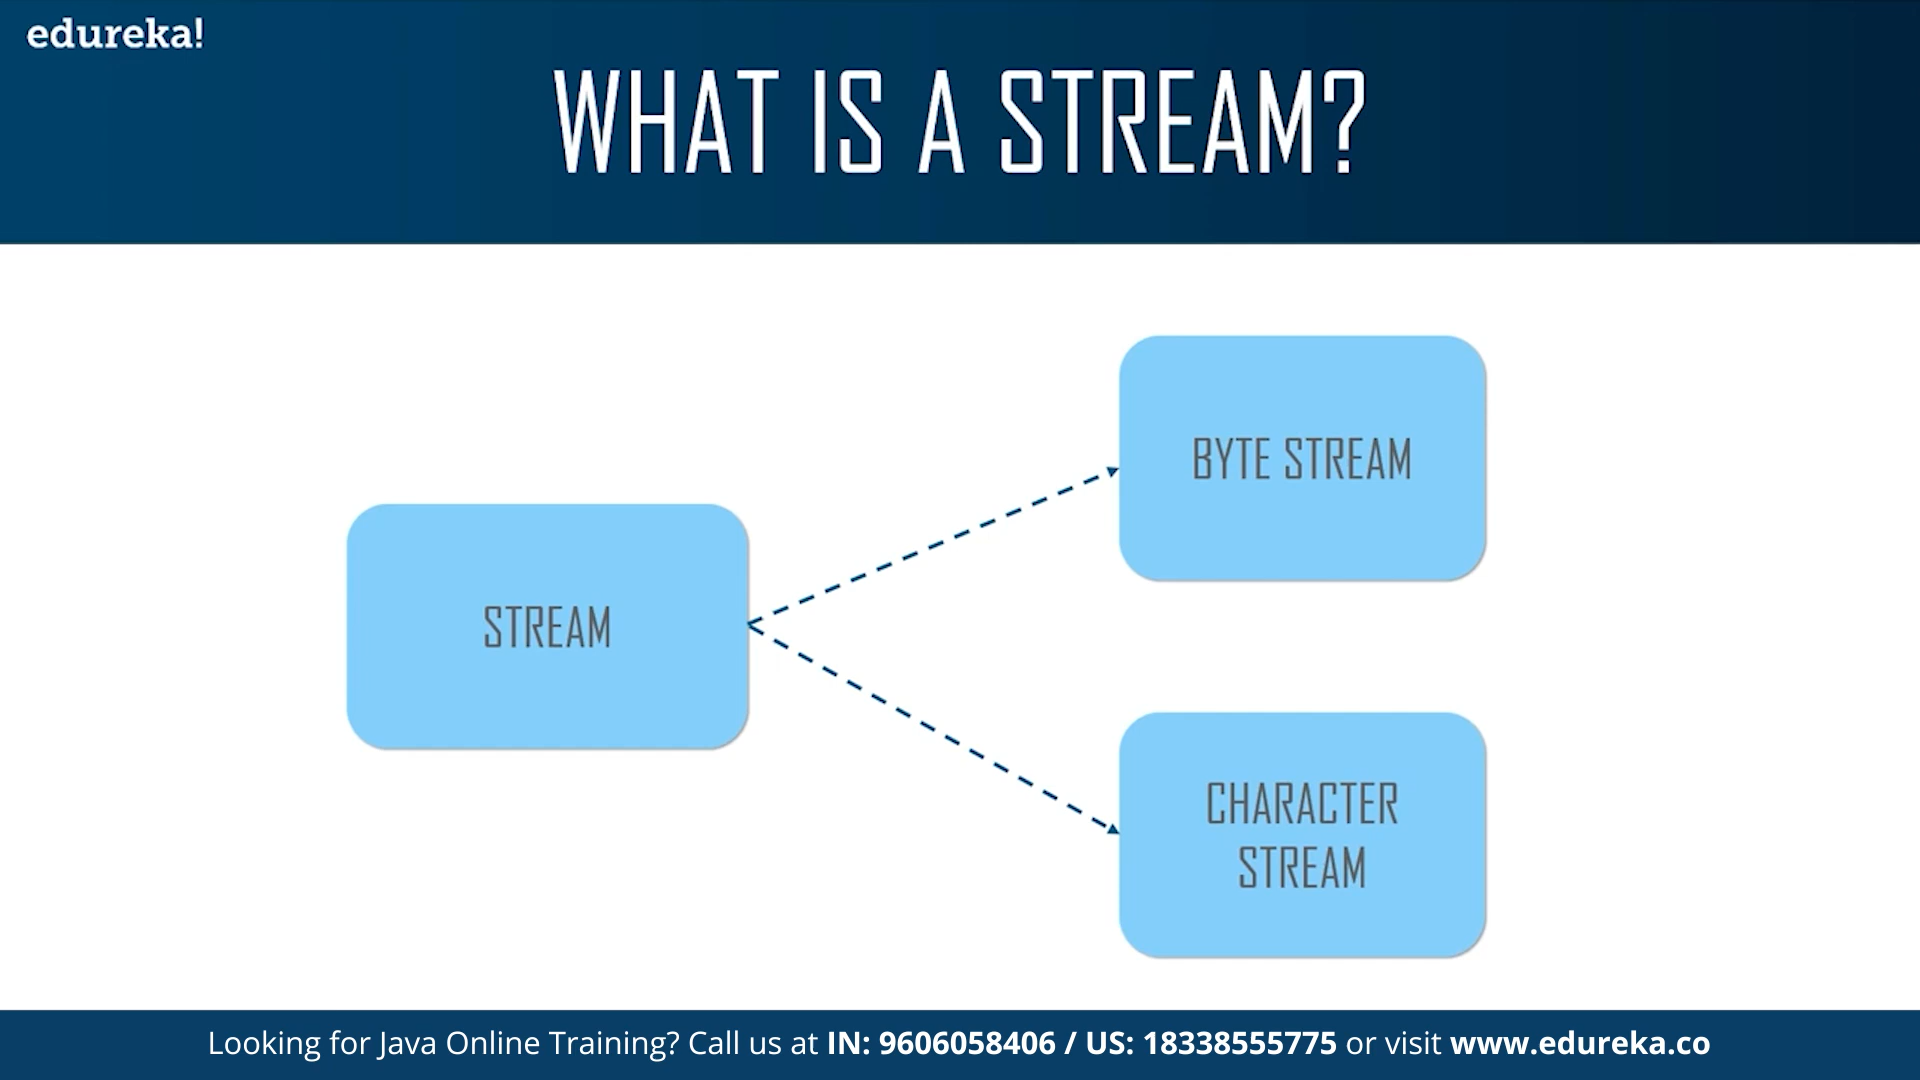 edureka!
WHAT IS A STREAM?
BYTE STREAM
STREAM
CHARACTER
STREAM
Looking for Java Online Training? Call us at IN: 9606058406 / US: 18338555775 or visit www.edureka.co